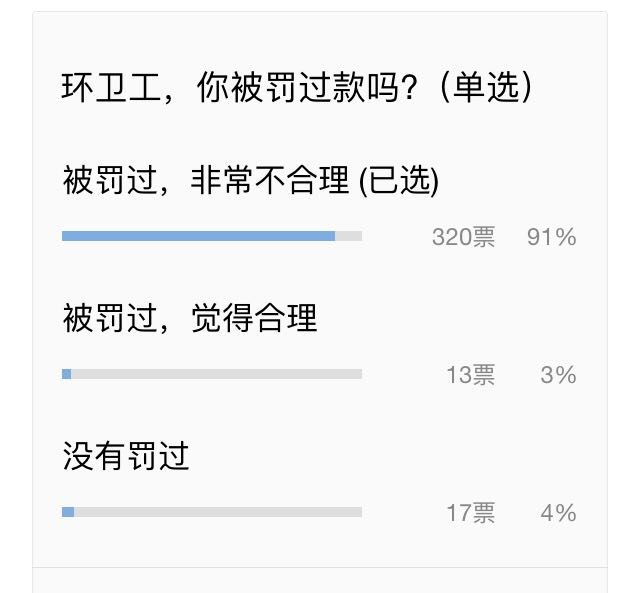 环卫工，你被罚过款吗？（单选）
被罚过，非常不合理 (已选)
320票 91%
被罚过，觉得合理
13票 3%
没有罚过
17票 4%